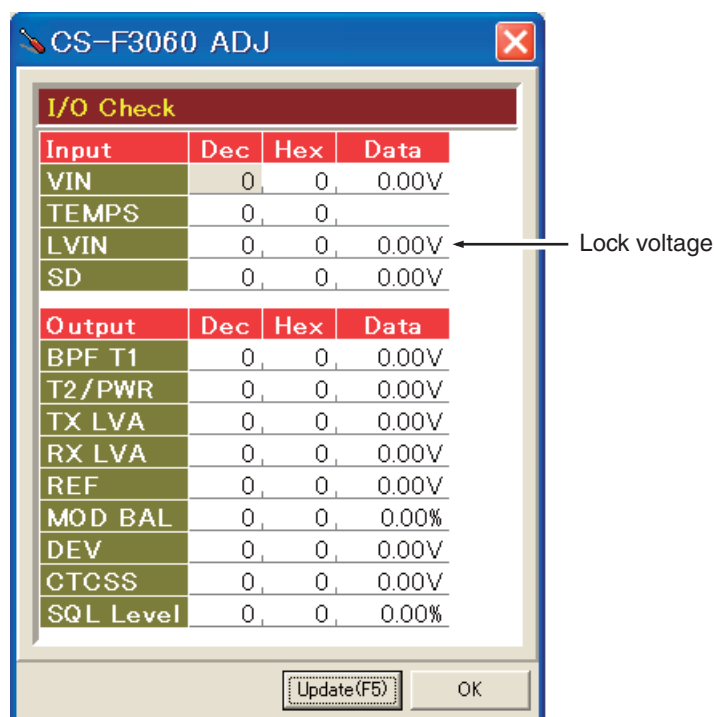 CS-F3060 ADJ
I/O Check
Input Dec Hex Data
VIN 0 0 0.00V
TEMPS 0 0
LVIN 0 0 0.00V Lock voltage
SD 0 0 0.00V
Output Dec Hex Data
BPF T1 0 0 0.00V
T2/PWR 0 0 0.00V
TX LVA 0 0 0.00V
RX LVA 0 0 0.00V
REF 0 0 0.00V
MOD BAL 0 0 0.00%
DEV 0 0 0.00V
CTCSS 0 0 0.00V
SQL Level 0 0 0.00%
Update(F5) OK